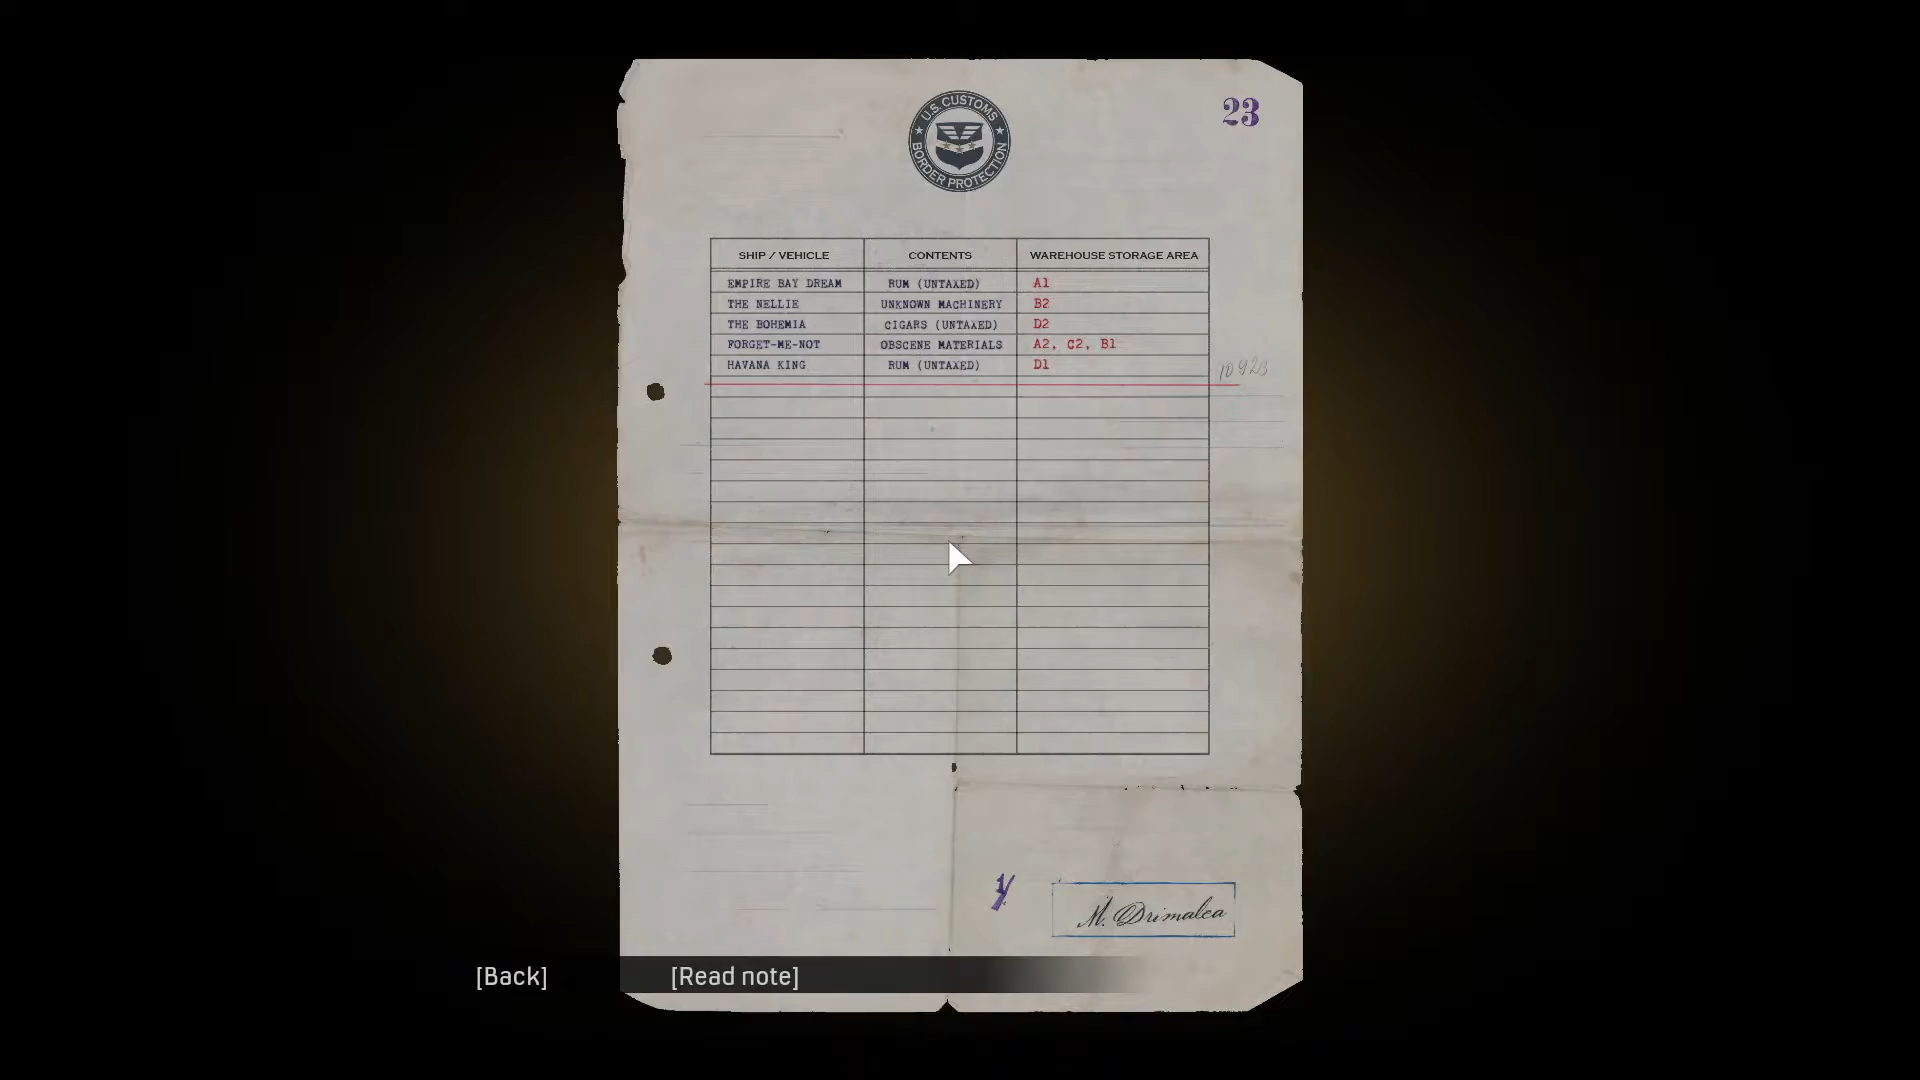 U.S. CUSTOMS
BORDER PROTECTION
23
SHIP / VEHICLE CONTENTS WAREHOUSE STORAGE AREA
EMPIRE BAY DREAM RUM (UNTAXED) A1
THE NELLIE UNKNOWN MACHINERY B2
THE BOHEMIA CIGARS (UNTAXED) D2
FORGET-ME-NOT OBSCENE MATERIALS A2, C2, B1
HAVANA KING RUM (UNTAXED) D1
10923
M. Drimalca
[Back] [Read note]